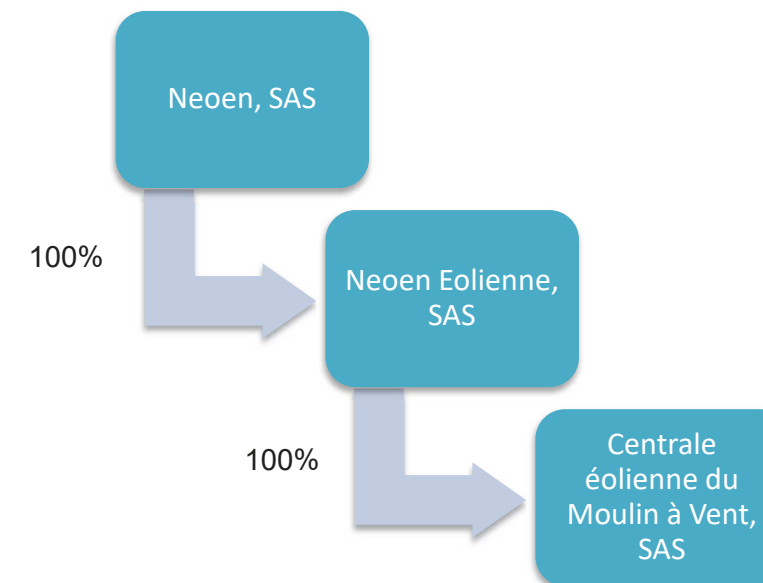 Neoen, SAS
100%
Neoen Eolienne,
SAS
100%
Centrale
éolienne du
Moulin à Vent,
SAS